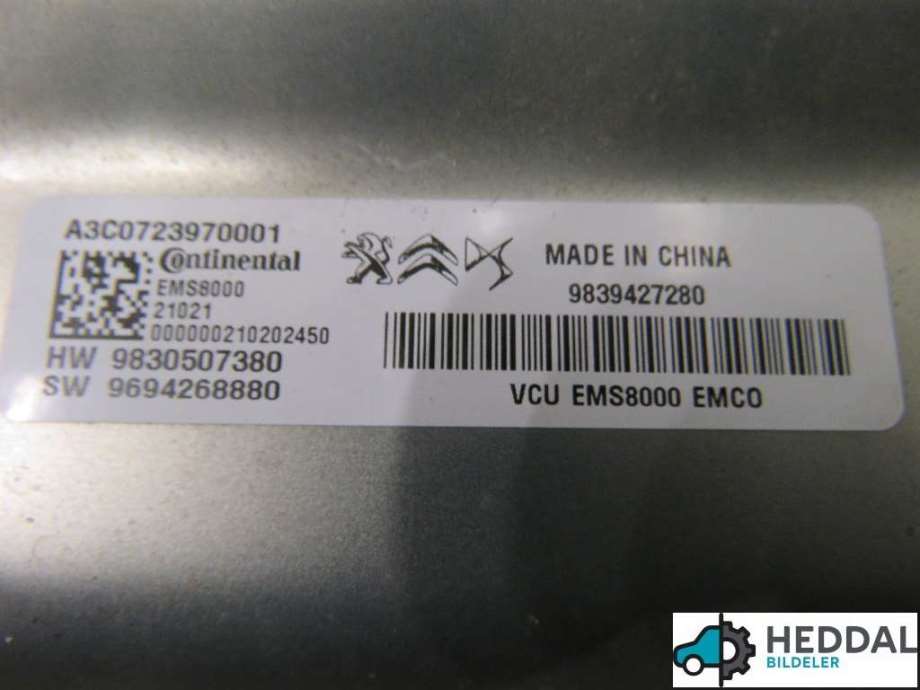 A3C0723970001
Continental
EMS8000
21021
000000210202450
HW 9830507380
SW 9694268880
MADE IN CHINA
9839427280
VCU EMS8000 EMCO
HEDDAL
BILDELER